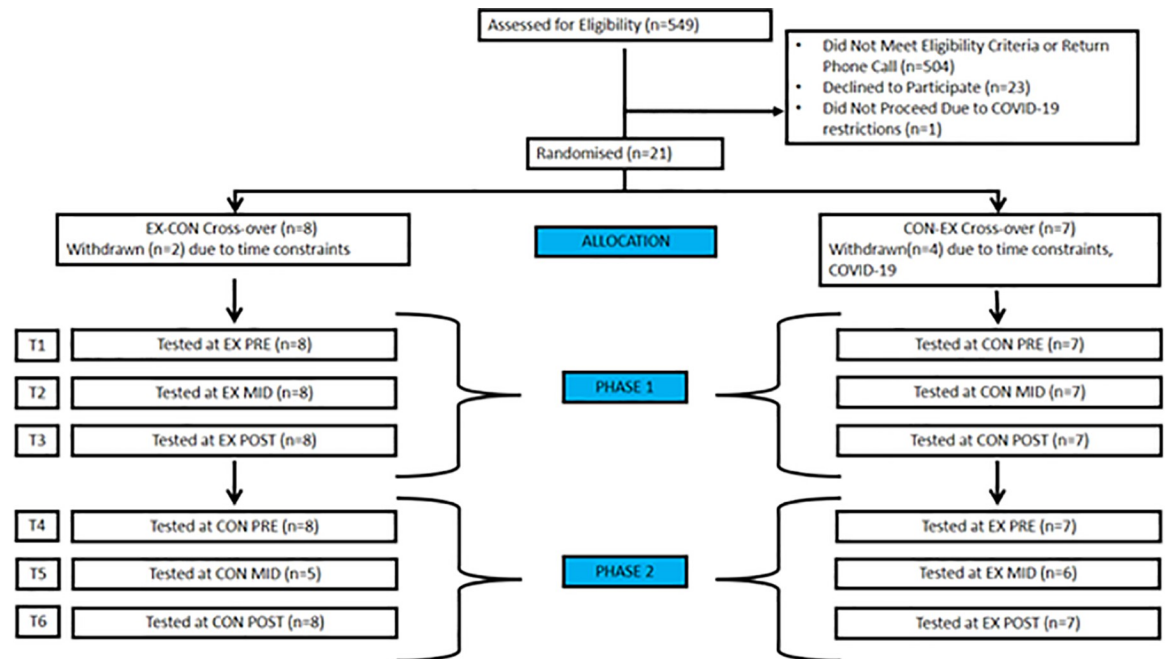 Assessed for Eligibility (n=549)
• Did Not Meet Eligibility Criteria or Return
Phone Call (n=504)
• Declined to Participate (n=23)
• Did Not Proceed Due to COVID-19
restrictions (n=1)
Randomised (n=21)
EX-CON Cross-over (n=8)
Withdrawn (n=2) due to time constraints
ALLOCATION
CON-EX Cross-over (n=7)
Withdrawn(n=4) due to time constraints,
COVID-19
T1
Tested at EX PRE (n=8)
Tested at CON PRE (n=7)
T2
Tested at EX MID (n=8)
PHASE 1
Tested at CON MID (n=7)
T3
Tested at EX POST (n=8)
Tested at CON POST (n=7)
T4
Tested at CON PRE (n=8)
Tested at EX PRE (n=7)
T5
Tested at CON MID (n=5)
PHASE 2
Tested at EX MID (n=6)
T6
Tested at CON POST (n=8)
Tested at EX POST (n=7)